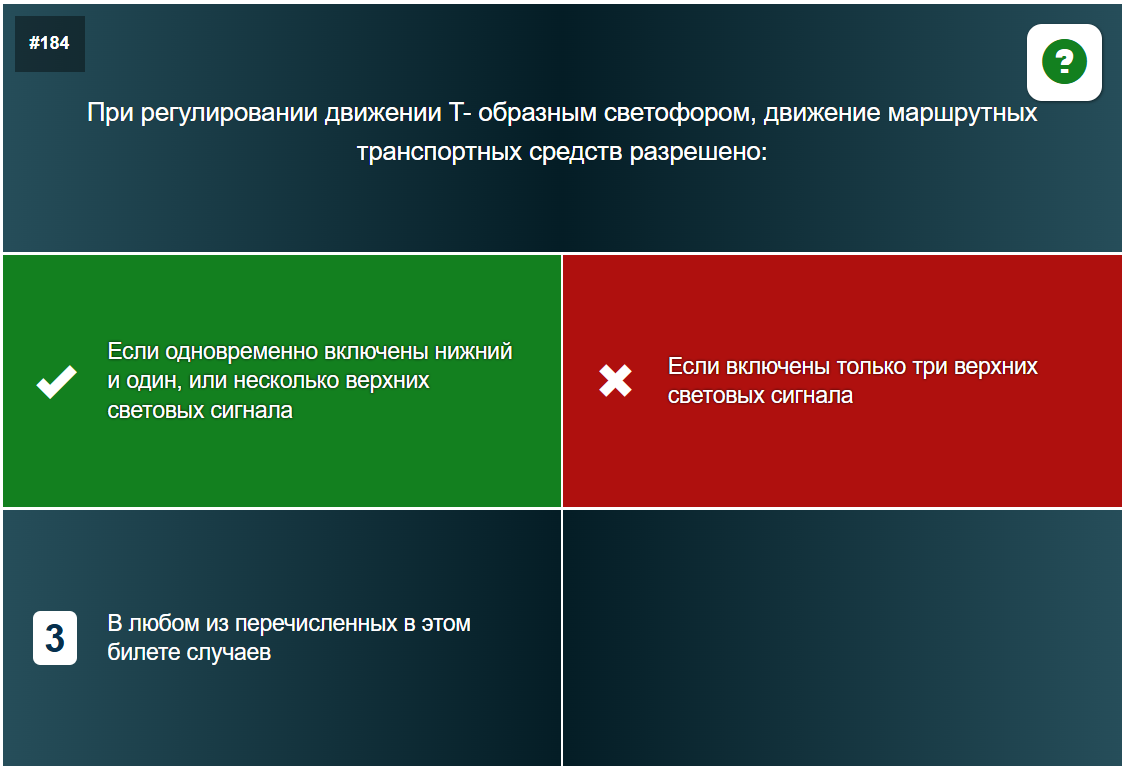 #184
?
При регулировании движении Т- образным светофором, движение маршрутных
транспортных средств разрешено:
Если одновременно включены нижний
и один, или несколько верхних
световых сигнала
Если включены только три верхних
световых сигнала
3
В любом из перечисленных в этом
билете случаев